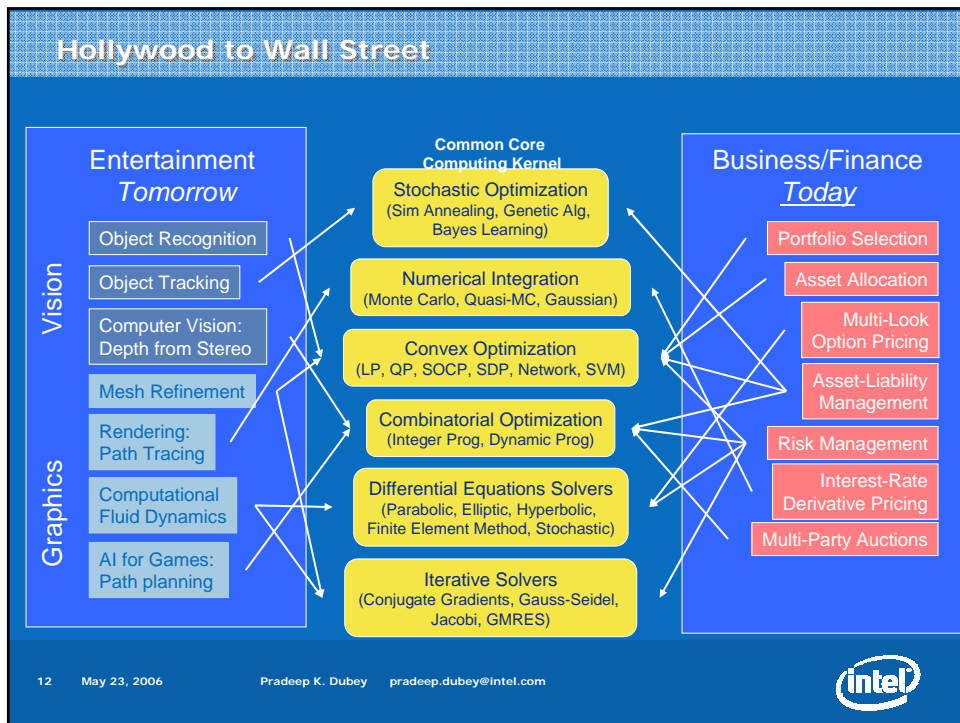 Hollywood to Wall Street
Entertainment
Tomorrow
Vision
Object Recognition
Object Tracking
Computer Vision:
Depth from Stereo
Graphics
Mesh Refinement
Rendering:
Path Tracing
Computational
Fluid Dynamics
AI for Games:
Path planning
Common Core
Computing Kernel
Stochastic Optimization
(Sim Annealing, Genetic Alg,
Bayes Learning)
Numerical Integration
(Monte Carlo, Quasi-MC, Gaussian)
Convex Optimization
(LP, QP, SOCP, SDP, Network, SVM)
Combinatorial Optimization
(Integer Prog, Dynamic Prog)
Differential Equations Solvers
(Parabolic, Elliptic, Hyperbolic,
Finite Element Method, Stochastic)
Iterative Solvers
(Conjugate Gradients, Gauss-Seidel,
Jacobi, GMRES)
Business/Finance
Today
Portfolio Selection
Asset Allocation
Multi-Look
Option Pricing
Asset-Liability
Management
Risk Management
Interest-Rate
Derivative Pricing
Multi-Party Auctions
12 May 23, 2006 Pradeep K. Dubey pradeep.dubey@intel.com
intel